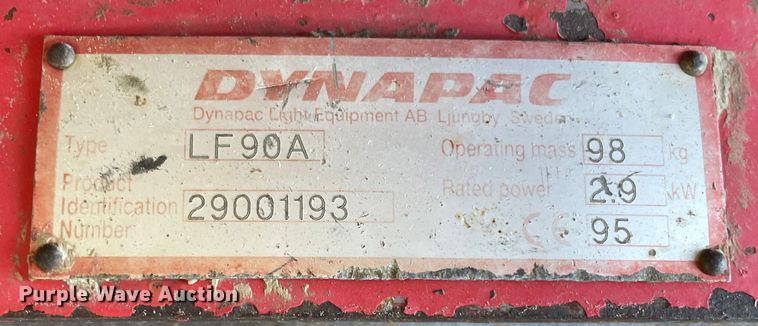 DYNAPAC
Dynapac Light Equipment AB Ljungby Sweden
Type LF90A Operating mass 98 kg
Product Identification Number: 29001193 Rated power 2.9 kW
CE 95
Purple Wave Auction